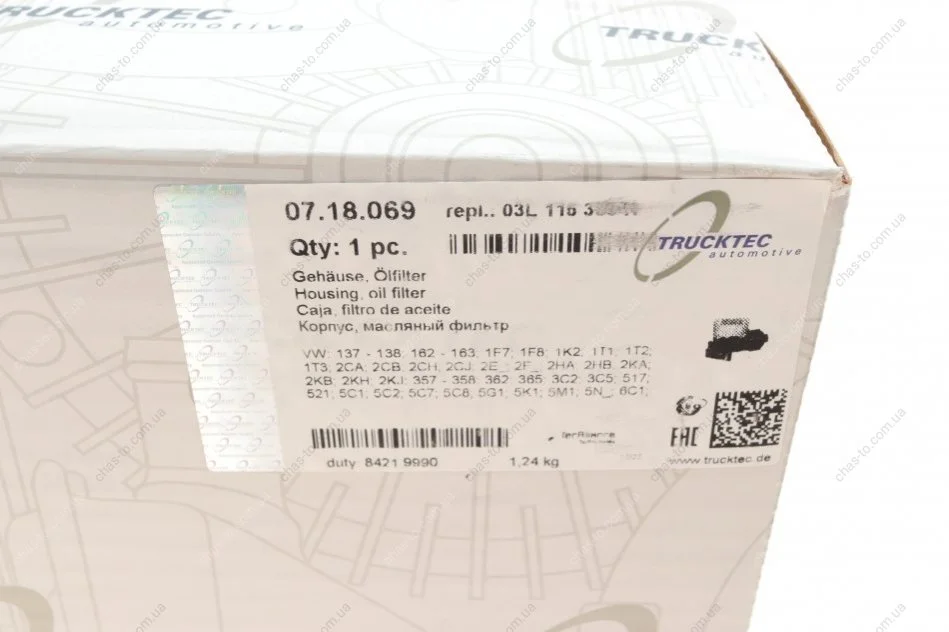 TRUCKTEC
automotive
TRUCK
au
07.18.069 repl.: 03L 115 3
Qty: 1 pc.
TRUCKTEC
automotive
Gehäuse, Ölfilter
Housing, oil filter
Caja, filtro de aceite
Корпус, масляный фильтр
VW: 137 - 138; 162 - 163; 1F7; 1F8; 1K2; 1T1; 1T2;
1T3; 2CA; 2CB; 2CH; 2CJ; 2E_; 2F_; 2HA; 2HB; 2KA;
2KB; 2KH; 2KJ; 357 - 358; 362; 365; 3C2; 3C5; 517;
521; 5C1; 5C2; 5C7; 5C8; 5G1; 5K1; 5M1; 5N_; 6C1;
EAC
duty: 8421 9990 1,24 kg www.trucktec.de
chas-to.com.ua